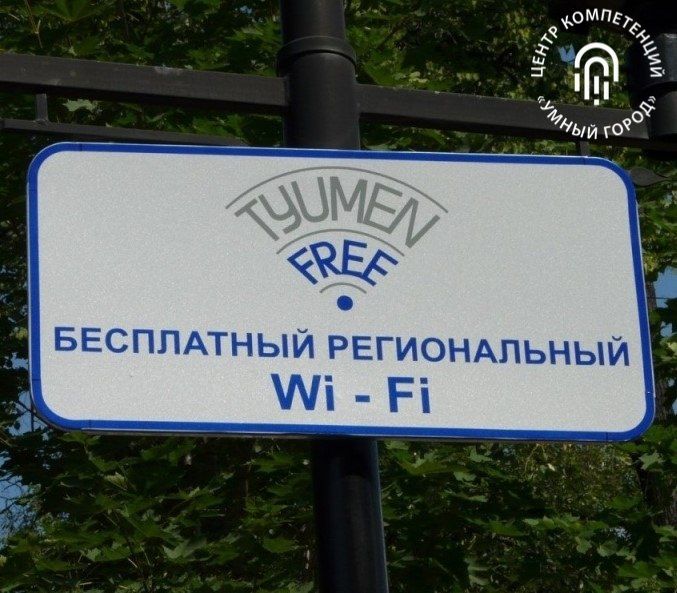 ЦЕНТР КОМПЕТЕНЦИЙ
"УМНЫЙ ГОРОД"
TYUMEN
FREE
БЕСПЛАТНЫЙ РЕГИОНАЛЬНЫЙ
Wi - Fi